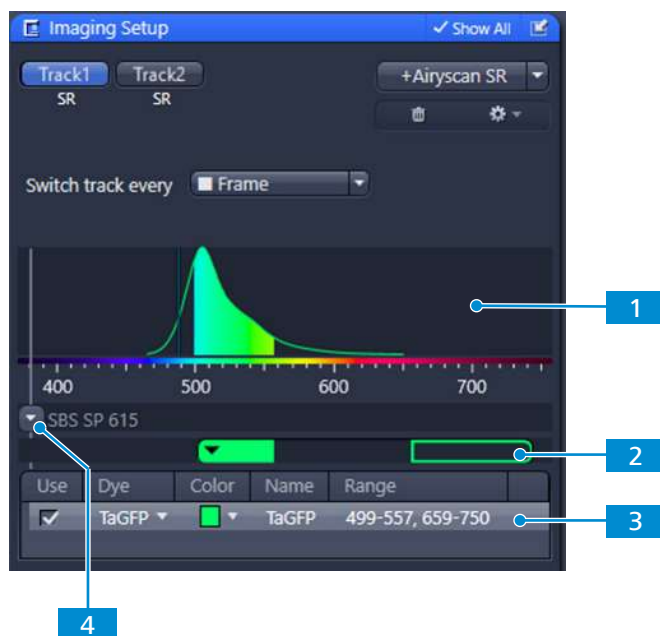 Imaging Setup
Show All
Track1 Track2
SR SR
+Airyscan SR
Switch track every Frame
1
400 500 600 700
SBS SP 615
2
Use Dye Color Name Range
TaGFP TaGFP 499-557, 659-750
3
4